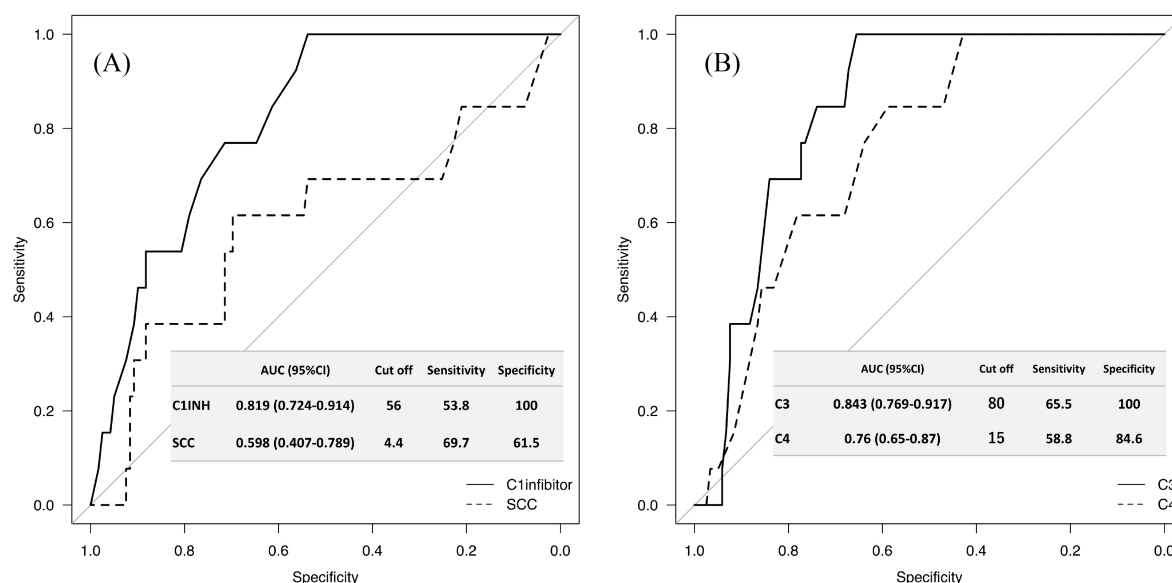 (A)
1.0
0.8
0.6
0.4
0.2
0.0
Sensitivity
AUC (95%CI) Cut off Sensitivity Specificity
C1INH 0.819 (0.724-0.914) 56 53.8 100
SCC 0.598 (0.407-0.789) 4.4 69.7 61.5
C1infibitor
SCC
1.0 0.8 0.6 0.4 0.2 0.0
Specificity
(B)
1.0
0.8
0.6
0.4
0.2
0.0
Sensitivity
AUC (95%CI) Cut off Sensitivity Specificity
C3 0.843 (0.769-0.917) 80 65.5 100
C4 0.76 (0.65-0.87) 15 58.8 84.6
C3
C4
1.0 0.8 0.6 0.4 0.2 0.0
Specificity